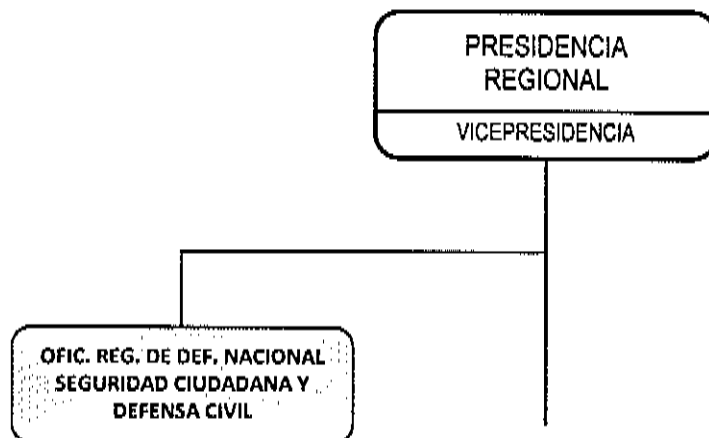 PRESIDENCIA
REGIONAL
VICEPRESIDENCIA
OFIC. REG. DE DEF. NACIONAL
SEGURIDAD CIUDADANA Y
DEFENSA CIVIL